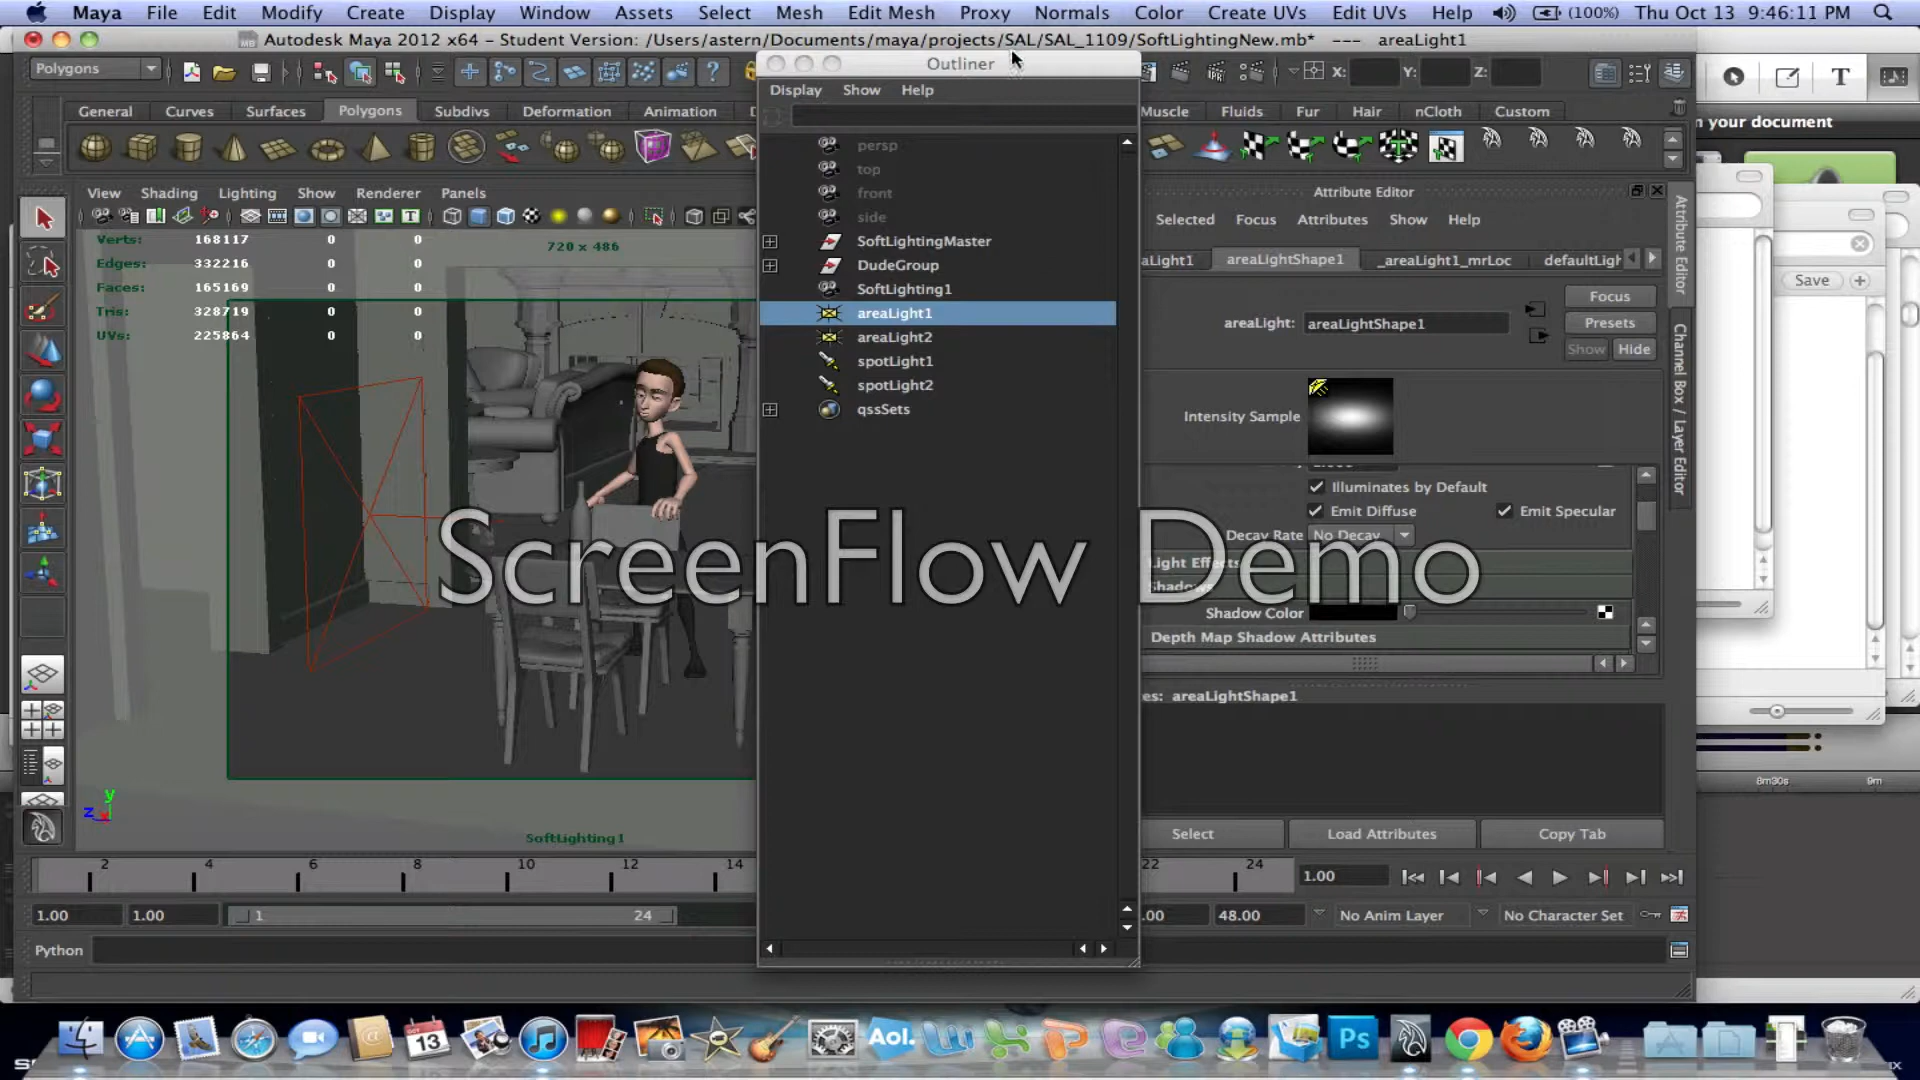 Maya File Edit Modify Create Display Window Assets Select Mesh Edit Mesh Proxy Normals Color Create UVs Edit UVs Help (100%) Thu Oct 13 9:46:11 PM
Autodesk Maya 2012 x64 - Student Version: /Users/astern/Documents/maya/projects/SAL/SAL_1109/SoftLightingNew.mb* --- areaLight1
Polygons
Outliner
X: Y: Z:
T
Display Show Help
General Curves Surfaces Polygons Subdivs Deformation Animation
Muscle Fluids Fur Hair nCloth Custom
your document
View Shading Lighting Show Renderer Panels
Verts: 168117 0 0
Edges: 332216 0 0
Faces: 165169 0 0
Tris: 328719 0 0
UVs: 225864 0 0
720 x 486
persp
top
front
side
SoftLightingMaster
DudeGroup
SoftLighting1
areaLight1
areaLight2
spotLight1
spotLight2
qssSets
Attribute Editor
Selected Focus Attributes Show Help
aLight1 areaLightShape1 _areaLight1_mrLoc defaultLigh
Focus
areaLight: areaLightShape1 Presets
Show Hide
Save
Intensity Sample
Illuminates by Default
Emit Diffuse Emit Specular
Decay Rate No Decay
Light Effects
Shadows
Shadow Color
Depth Map Shadow Attributes
es: areaLightShape1
Select Load Attributes Copy Tab
Attribute Editor
Channel Box / Layer Editor
ScreenFlow Demo
8m30s 9m
y
z
SoftLighting1
2 4 6 8 10 12 14 22 24 1.00
1.00 1.00 1 24 .00 48.00 No Anim Layer No Character Set
Python
OCT
13
Aol.
Ps